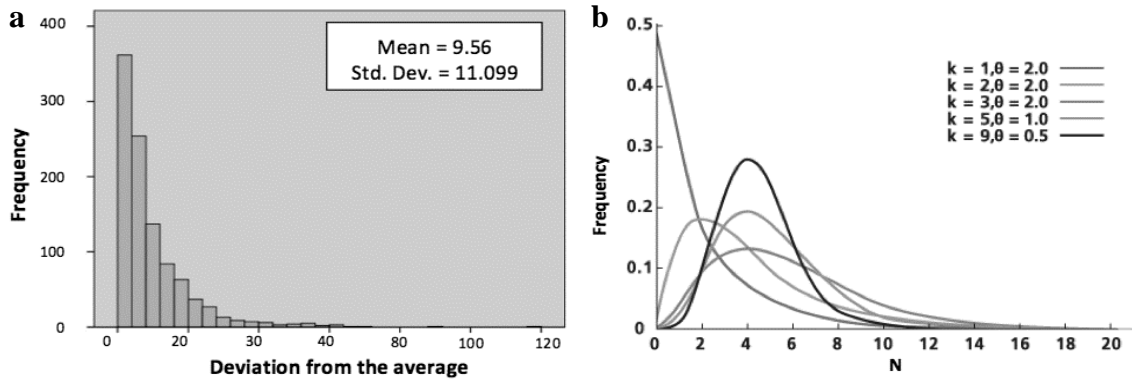 a
400
300
200
100
0
Frequency
Mean = 9.56
Std. Dev. = 11.099
0 20 30 40 80 100 120
Deviation from the average
b
0.5
0.4
0.3
0.2
0.1
0
Frequency
k = 1,θ = 2.0
k = 2,θ = 2.0
k = 3,θ = 2.0
k = 5,θ = 1.0
k = 9,θ = 0.5
0 2 4 6 8 10 12 14 16 18 20
N